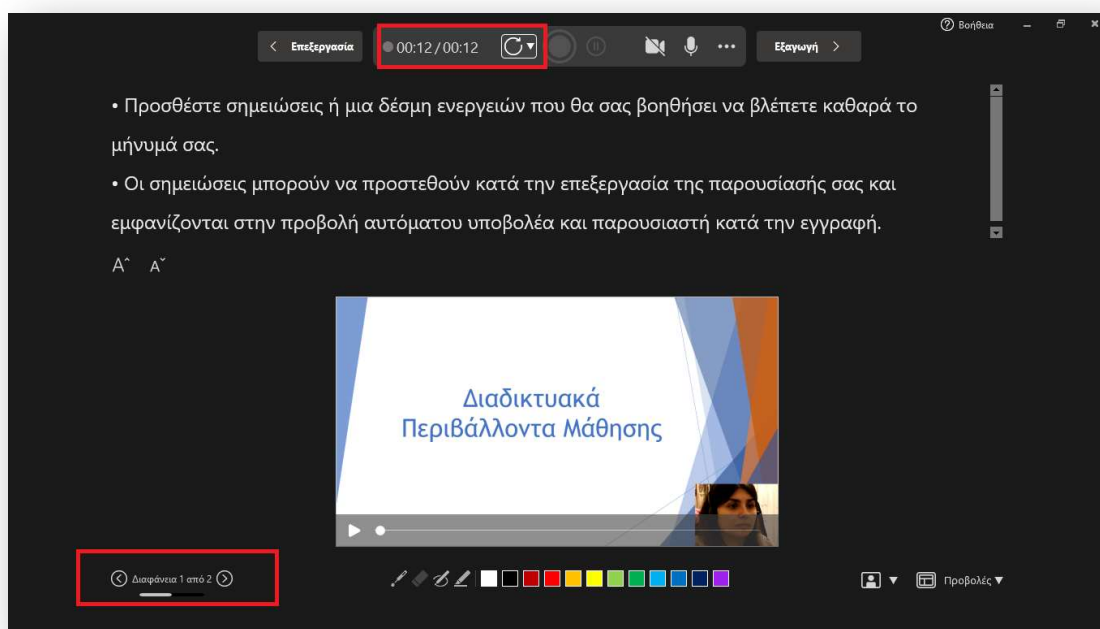 Βοήθεια
Επεξεργασία
00:12/00:12
Εξαγωγή
• Προσθέστε σημειώσεις ή μια δέσμη ενεργειών που θα σας βοηθήσει να βλέπετε καθαρά το
μήνυμά σας.
• Οι σημειώσεις μπορούν να προστεθούν κατά την επεξεργασία της παρουσίασής σας και
εμφανίζονται στην προβολή αυτόματου υποβολέα και παρουσιαστή κατά την εγγραφή.
A^ Aˇ
Διαδικτυακά
Περιβάλλοντα Μάθησης
Διαφάνεια 1 από 2
Προβολές